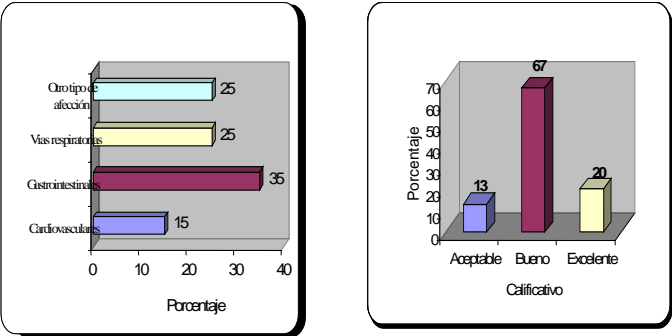 Otro tipo de
afección
25
Vias respiratorias
25
Gastrointestinales
35
Cardiovasculares
15
0 10 20 30 40
Porcentaje
67
70
60
50
40
30
20
10
0
Porcentaje
13
20
Aceptable Bueno Excelente
Calificativo